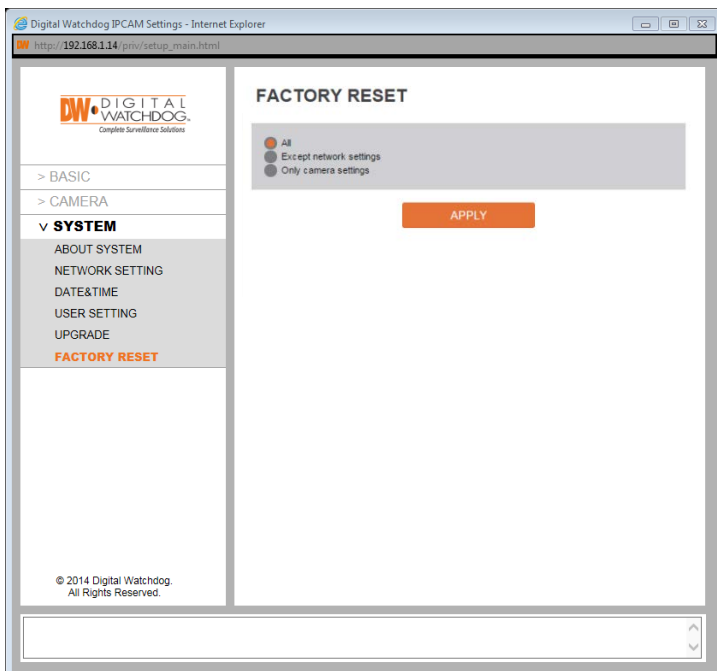 Digital Watchdog IPCAM Settings - Internet Explorer
http://192.168.1.14/priv/setup_main.html
DW DIGITAL
WATCHDOG.
Complete Surveillance Solutions
> BASIC
> CAMERA
v SYSTEM
ABOUT SYSTEM
NETWORK SETTING
DATE&TIME
USER SETTING
UPGRADE
FACTORY RESET
© 2014 Digital Watchdog.
All Rights Reserved.
FACTORY RESET
All
Except network settings
Only camera settings
APPLY